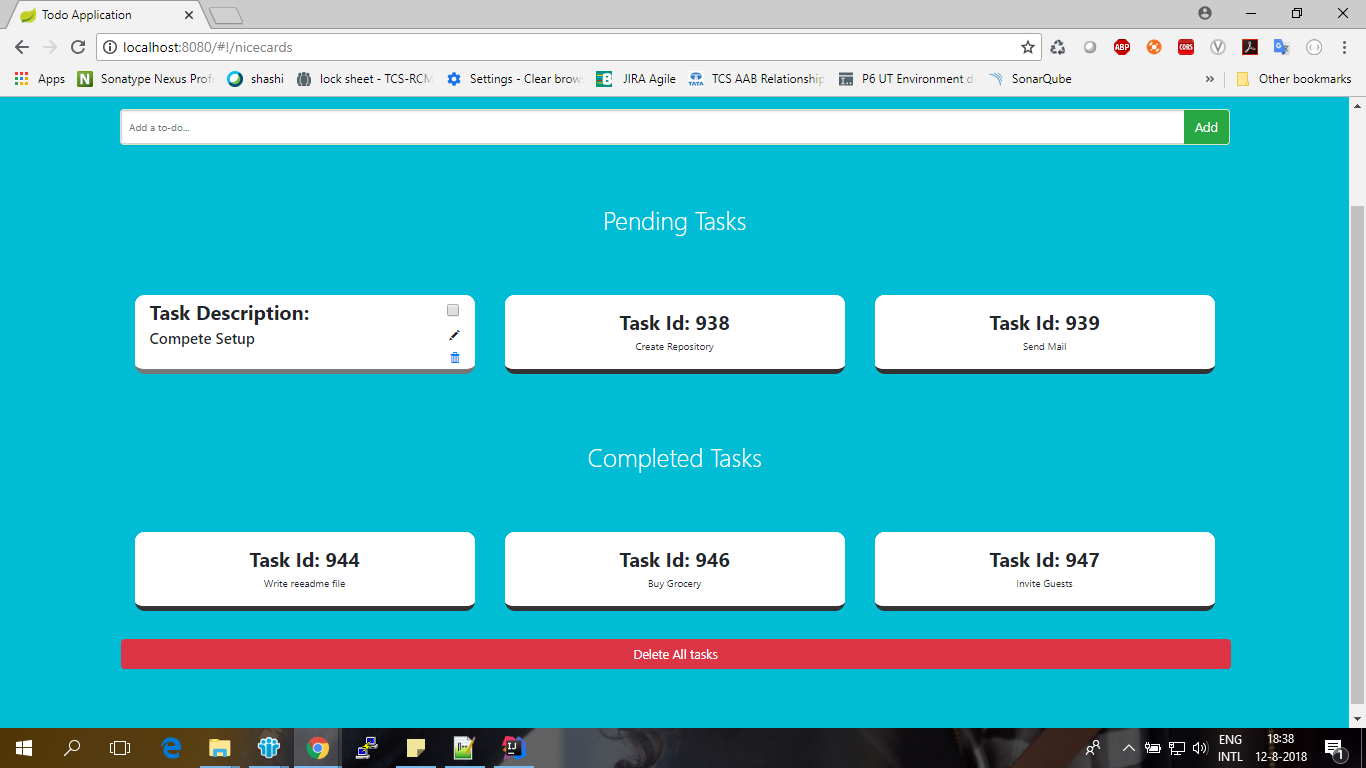 Todo Application
localhost:8080/#!/nicecards
ABP
CORS
Apps Sonatype Nexus Prof shashi lock sheet - TCS-RCM Settings - Clear brow JIRA Agile TATA TCS AAB Relationship P6 UT Environment d SonarQube » Other bookmarks
Add a to-do... Add
Pending Tasks
Task Description:
Compete Setup
Task Id: 938
Create Repository
Task Id: 939
Send Mail
Completed Tasks
Task Id: 944
Write reeadme file
Task Id: 946
Buy Grocery
Task Id: 947
Invite Guests
Delete All tasks
ENG
INTL
18:38
12-8-2018
1